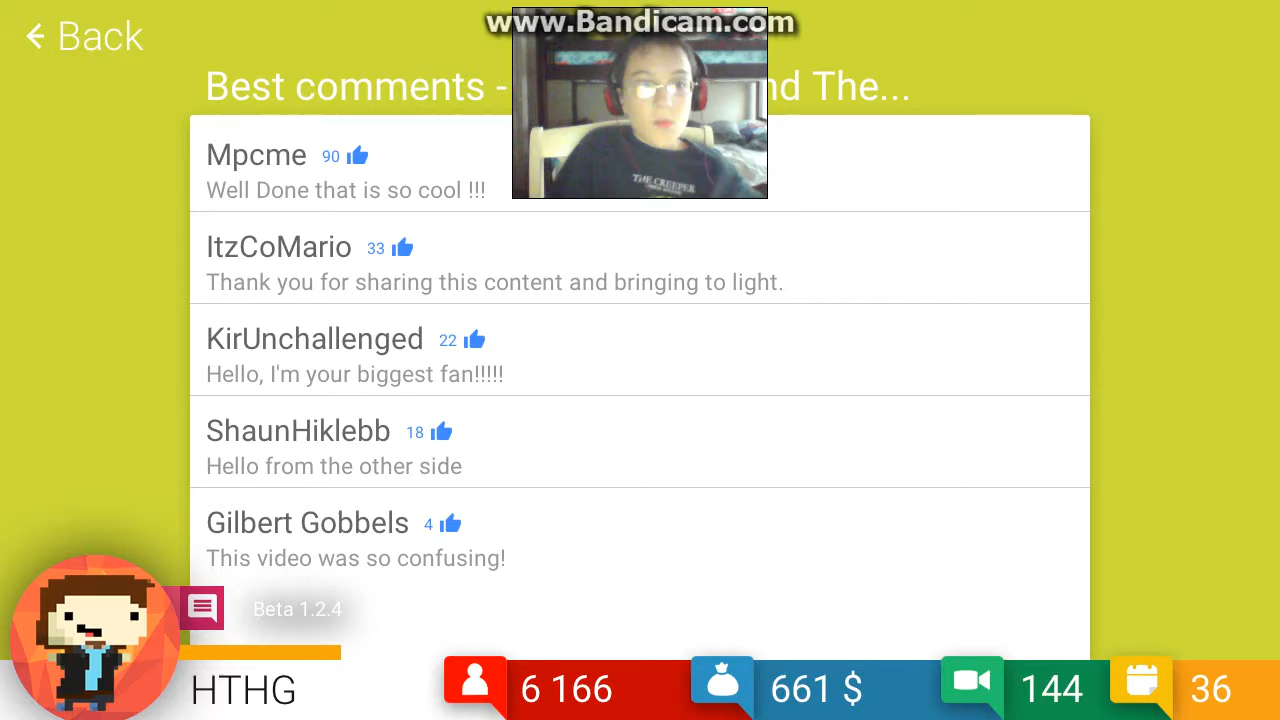 www.Bandicam.com
Back
Best comments - nd The...
THE CREEPER
Mpcme 90
Well Done that is so cool !!!
ItzCoMario 33
Thank you for sharing this content and bringing to light.
KirUnchallenged 22
Hello, I'm your biggest fan!!!!!
ShaunHiklebb 18
Hello from the other side
Gilbert Gobbels 4
This video was so confusing!
Beta 1.2.4
HTHG
6 166
661 $
144
36